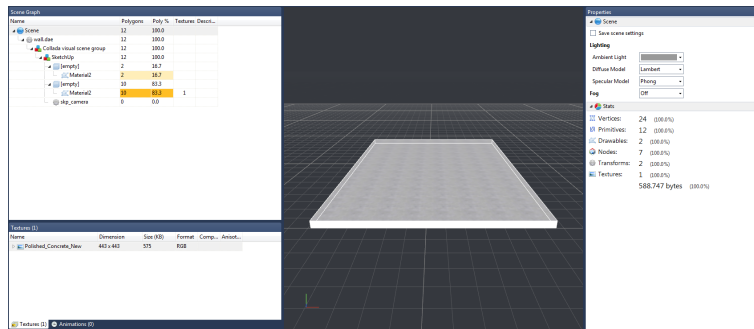 Scene Graph
Name Polygons Poly % Textures Descri...
Scene 12 100.0
wall.dae 12 100.0
Collada visual scene group 12 100.0
SketchUp 12 100.0
[empty] 2 16.7
Material2 2 16.7
[empty] 10 83.3
Material2 10 83.3 1
skp_camera 0 0.0
Textures (1)
Name Dimension Size (KB) Format Comp... Aniset...
Polished_Concrete_New 443 x 443 575 RGB
Textures (1) Animations (0)
Properties
Scene
Save scene settings
Lighting
Ambient Light
Diffuse Model Lambert
Specular Model Phong
Fog Off
Stats
Vertices: 24 (100.0%)
Primitives: 12 (100.0%)
Drawables: 2 (100.0%)
Nodes: 7 (100.0%)
Transforms: 2 (100.0%)
Textures: 1 (100.0%)
588.747 bytes (100.0%)